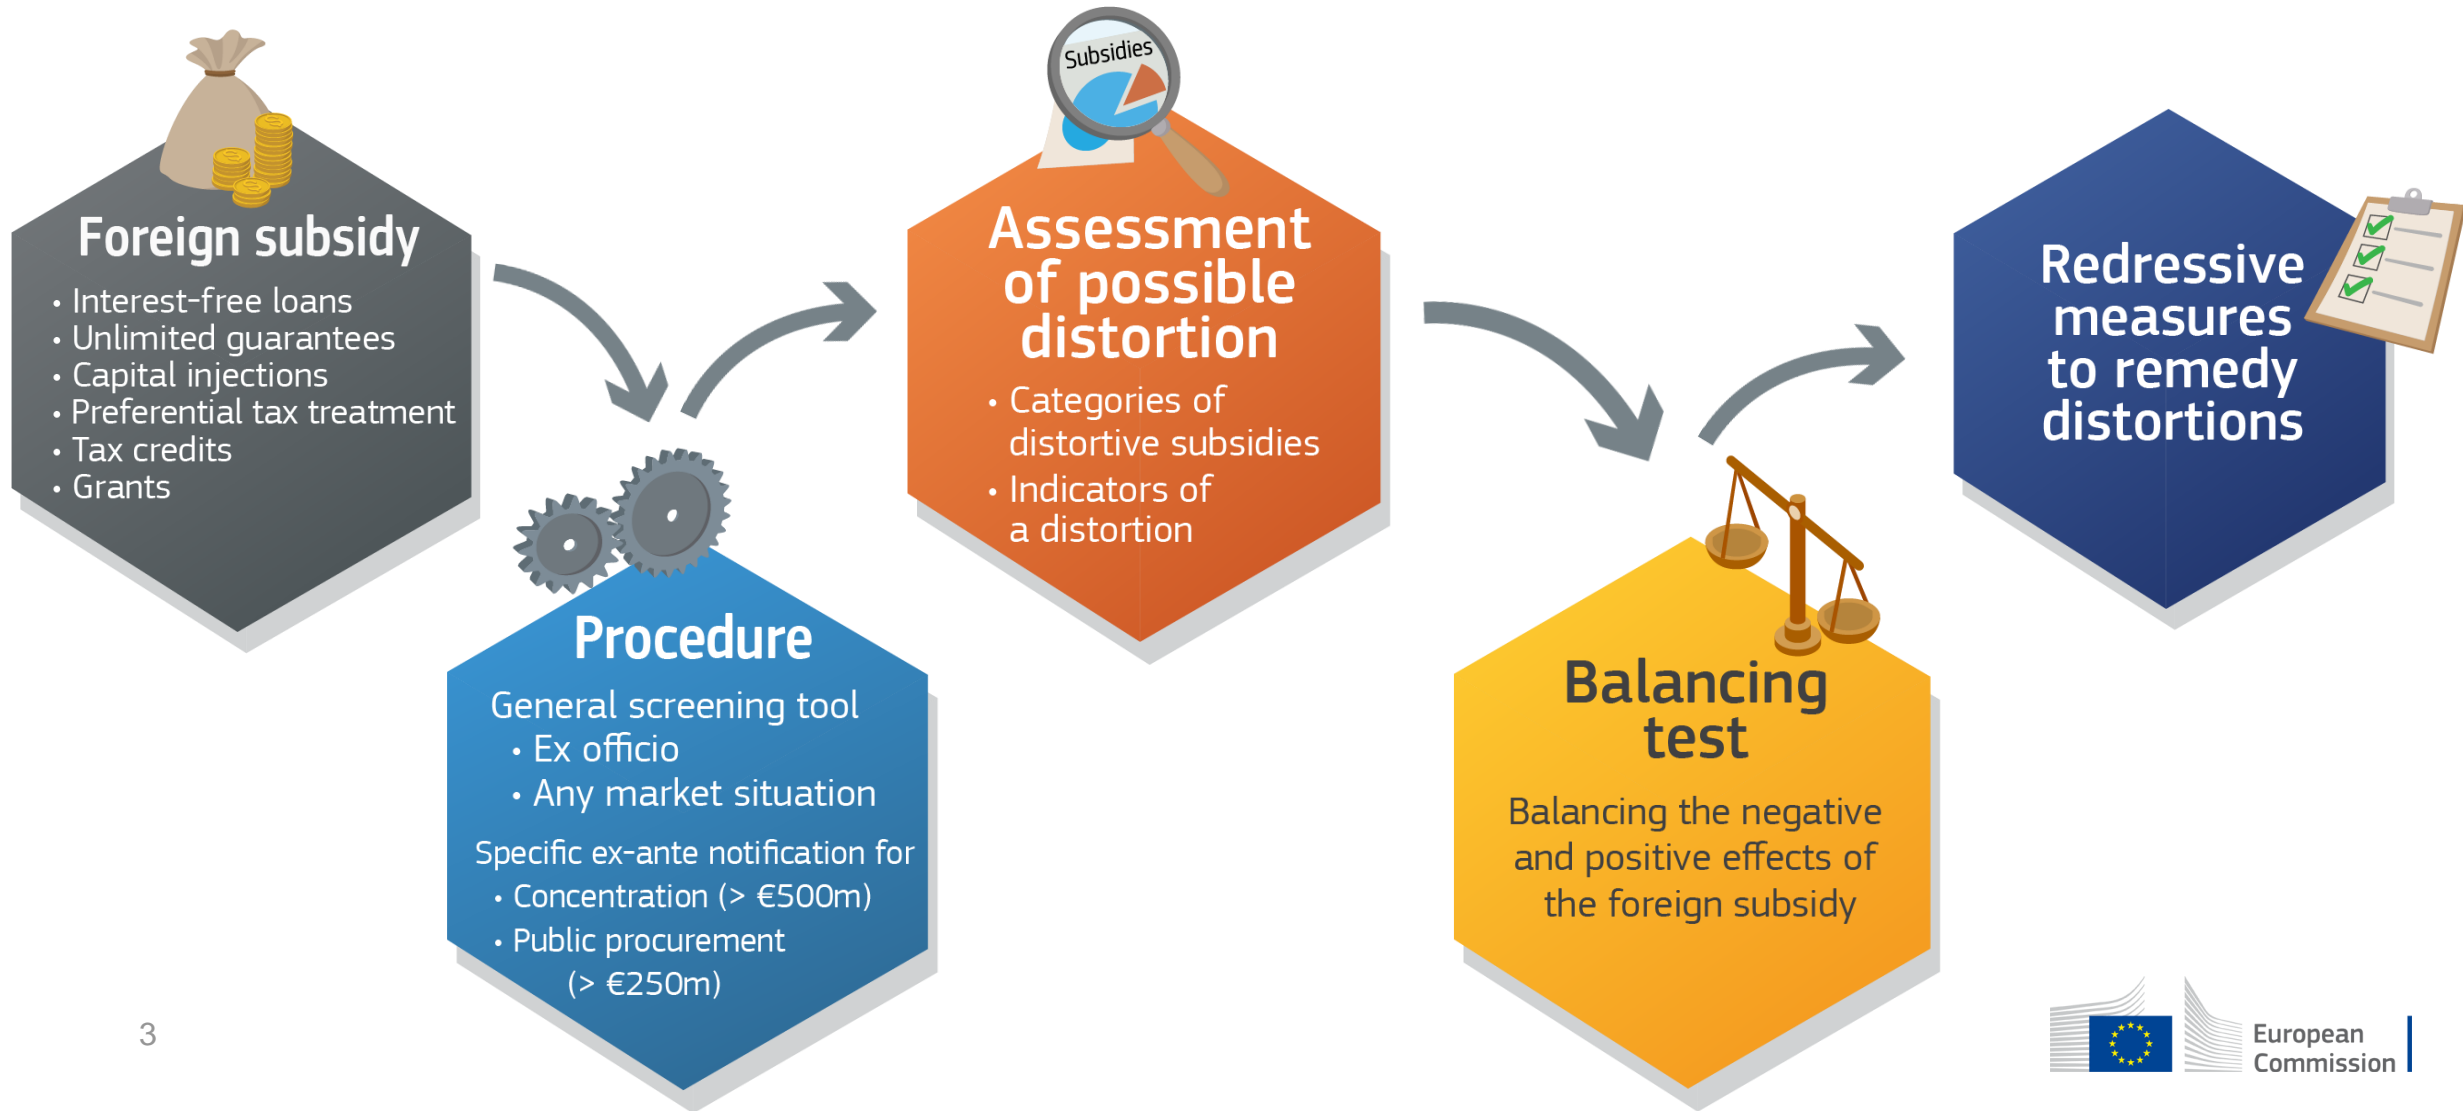 Foreign subsidy
• Interest-free loans
• Unlimited guarantees
• Capital injections
• Preferential tax treatment
• Tax credits
• Grants
Procedure
General screening tool
• Ex officio
• Any market situation
Specific ex-ante notification for
• Concentration (> €500m)
• Public procurement
(> €250m)
Subsidies
Assessment
of possible
distortion
• Categories of
distortive subsidies
• Indicators of
a distortion
Balancing
test
Balancing the negative
and positive effects of
the foreign subsidy
Redressive
measures
to remedy
distortions
3
European
Commission